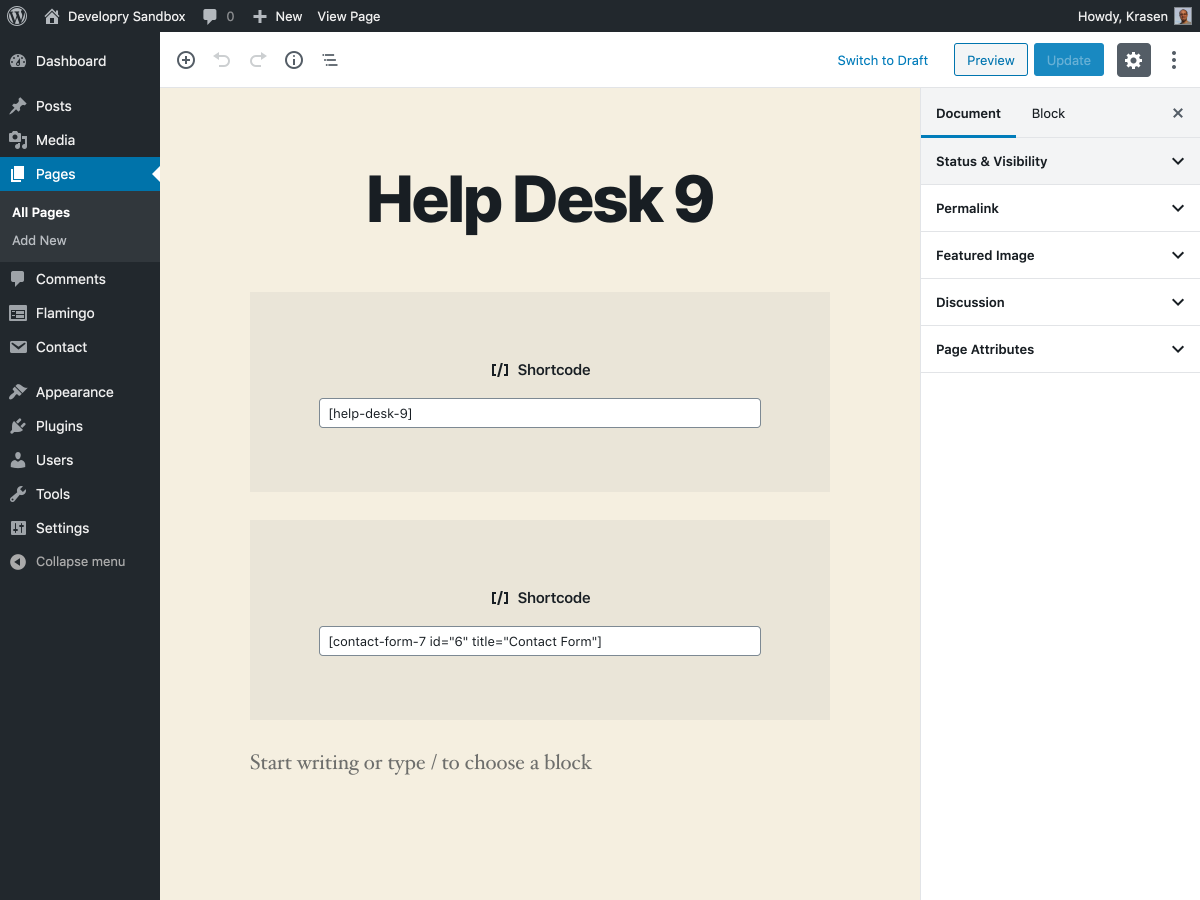 Developry Sandbox 0 New View Page Howdy, Krasen
Dashboard
Posts
Media
Pages
All Pages
Add New
Comments
Flamingo
Contact
Appearance
Plugins
Users
Tools
Settings
Collapse menu
Switch to Draft Preview Update
Help Desk 9
[/] Shortcode
[help-desk-9]
[/] Shortcode
[contact-form-7 id="6" title="Contact Form"]
Start writing or type / to choose a block
Document Block
Status & Visibility
Permalink
Featured Image
Discussion
Page Attributes